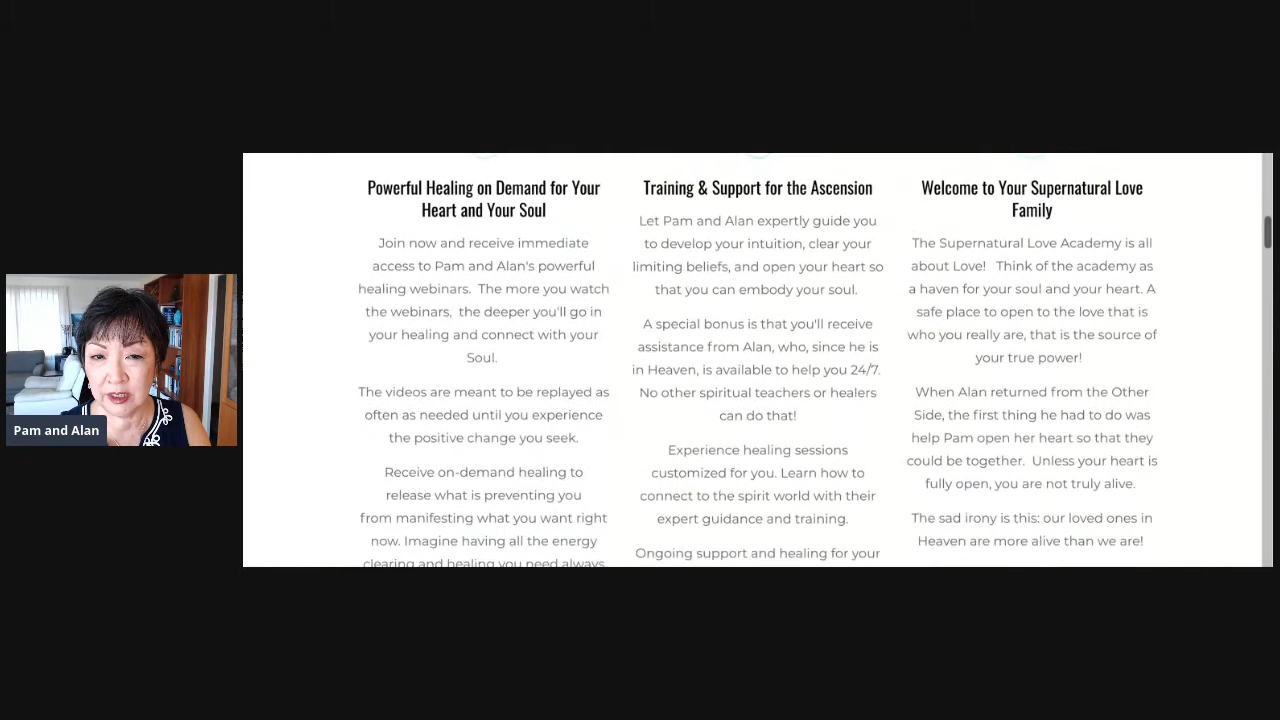 Powerful Healing on Demand for Your
Heart and Your Soul
Join now and receive immediate
access to Pam and Alan's powerful
healing webinars. The more you watch
the webinars, the deeper you'll go in
your healing and connect with your
Soul.
The videos are meant to be replayed as
often as needed until you experience
the positive change you seek.
Receive on-demand healing to
release what is preventing you
from manifesting what you want right
now. Imagine having all the energy
clearing and healing you need always
Training & Support for the Ascension
Let Pam and Alan expertly guide you
to develop your intuition, clear your
limiting beliefs, and open your heart so
that you can embody your soul.
A special bonus is that you'll receive
assistance from Alan, who, since he is
in Heaven, is available to help you 24/7.
No other spiritual teachers or healers
can do that!
Experience healing sessions
customized for you. Learn how to
connect to the spirit world with their
expert guidance and training.
Ongoing support and healing for your
Welcome to Your Supernatural Love
Family
The Supernatural Love Academy is all
about Love! Think of the academy as
a haven for your soul and your heart. A
safe place to open to the love that is
who you really are, that is the source of
your true power!
When Alan returned from the Other
Side, the first thing he had to do was
help Pam open her heart so that they
could be together. Unless your heart is
fully open, you are not truly alive.
The sad irony is this: our loved ones in
Heaven are more alive than we are!
Pam and Alan